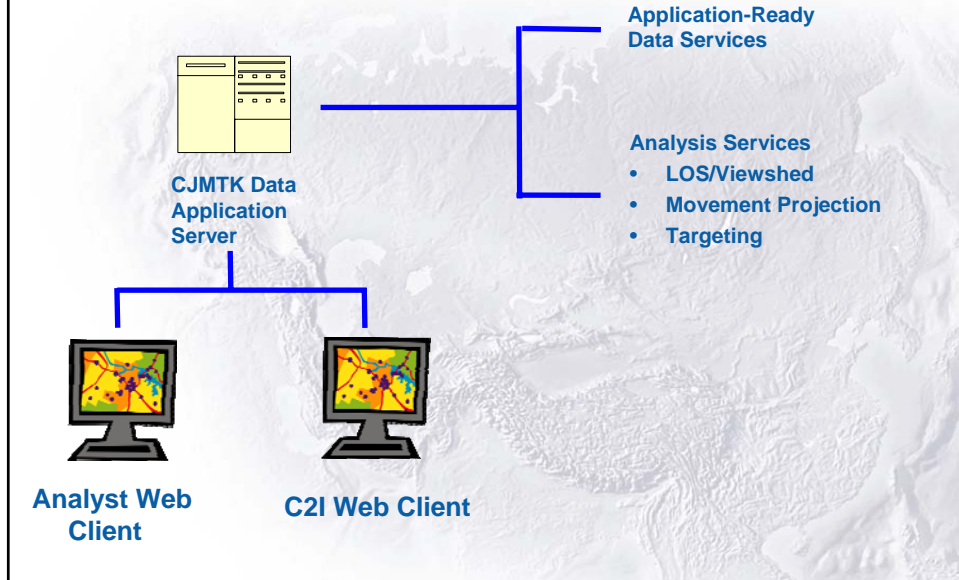 Application-Ready
Data Services
Analysis Services
• LOS/Viewshed
• Movement Projection
• Targeting
CJMTK Data
Application
Server
Analyst Web
Client
C2I Web Client